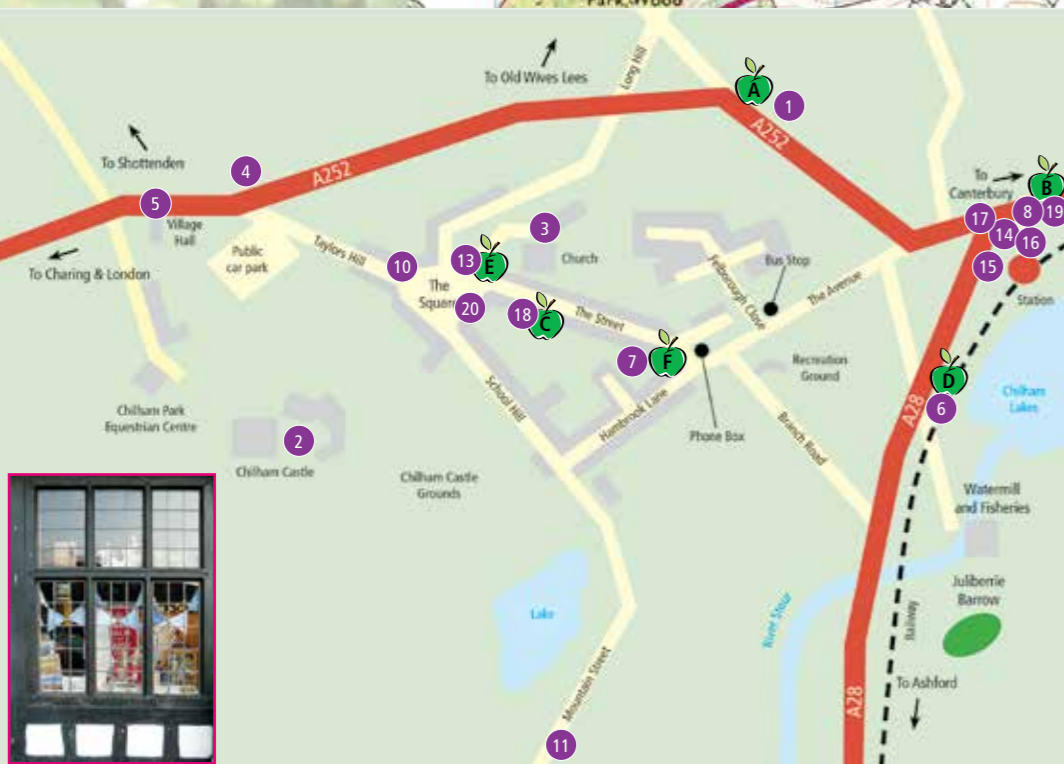 Park Wood
To Old Wives Lees
Long Hill
A
1
A252
To Shottenden
4
A252
5
Village
Hall
To
Canterbury
B
17
8
19
14
16
15
Station
3
Church
To Charing & London
Public
car park
Taylors Hill
10
13
E
The
Square
20
18
C
The Street
Felborough Close
Bus Stop
The Avenue
7
F
Recreation
Ground
D
6
A28
Chilham
Lakes
Chilham Park
Equestrian Centre
School Hill
Hambrook Lane
Phone Box
Branch Road
2
Chilham Castle
Chilham Castle
Grounds
Watermill
and Fisheries
Lake
River Stour
Railway
Juliberrie
Barrow
Mountain Street
11
A28
To Ashford